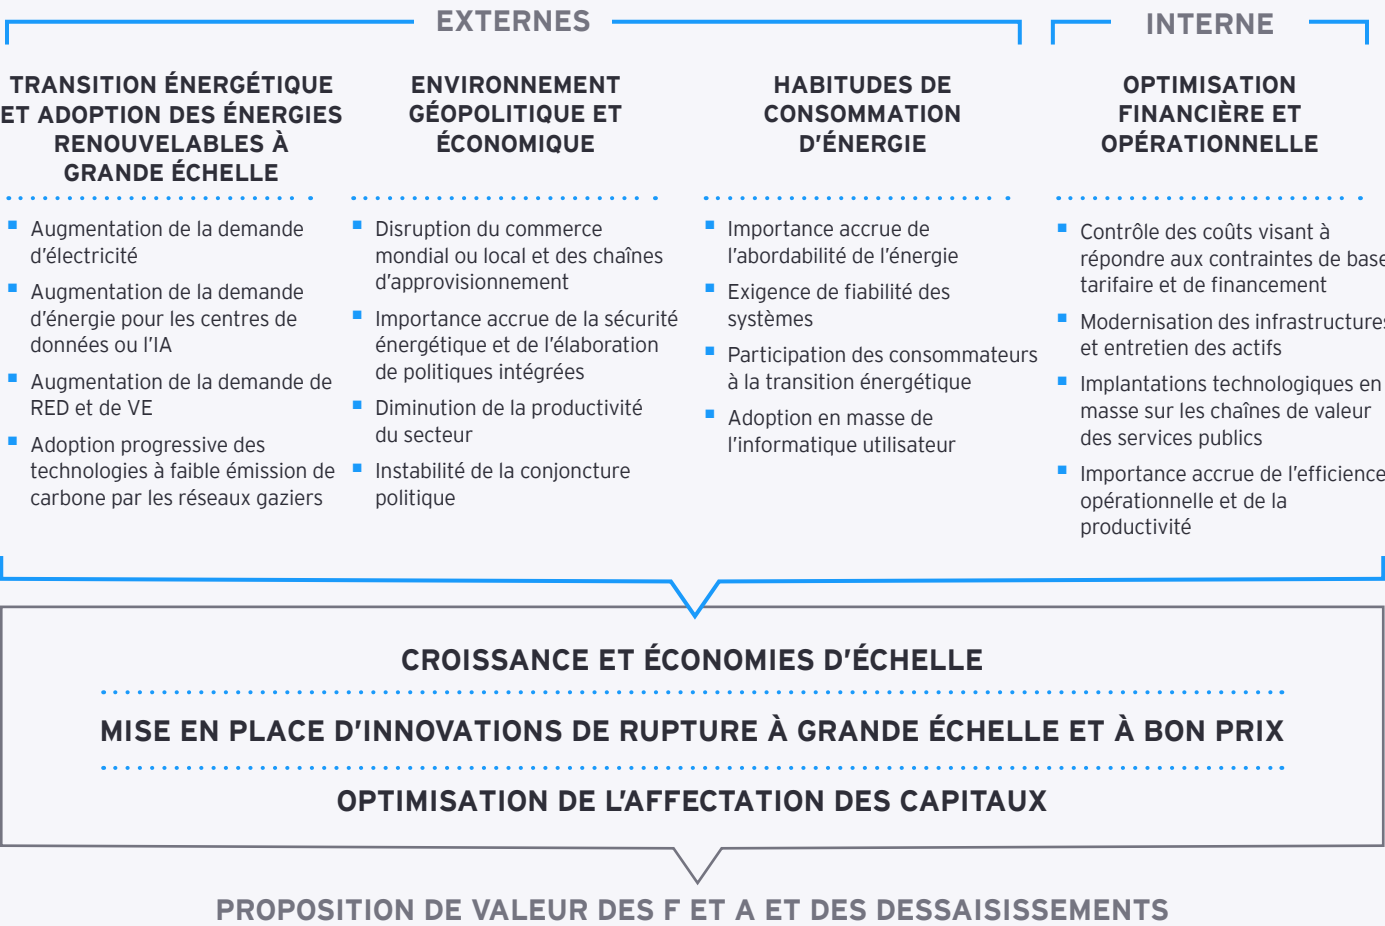 EXTERNES
INTERNE
TRANSITION ÉNERGÉTIQUE
ET ADOPTION DES ÉNERGIES
RENOUVELABLES À
GRANDE ÉCHELLE
Augmentation de la demande
d'électricité
Augmentation de la demande
d'énergie pour les centres de
données ou l'IA
Augmentation de la demande de
RED et de VE
Adoption progressive des
technologies à faible émission de
carbone par les réseaux gaziers
ENVIRONNEMENT
GÉOPOLITIQUE ET
ÉCONOMIQUE
Disruption du commerce
mondial ou local et des chaînes
d'approvisionnement
Importance accrue de la sécurité
énergétique et de l'élaboration
de politiques intégrées
Diminution de la productivité
du secteur
Instabilité de la conjoncture
politique
HABITUDES DE
CONSOMMATION
D'ÉNERGIE
Importance accrue de
l'abordabilité de l'énergie
Exigence de fiabilité des
systèmes
Participation des consommateurs
à la transition énergétique
Adoption en masse de
l'informatique utilisateur
OPTIMISATION
FINANCIÈRE ET
OPÉRATIONNELLE
Contrôle des coûts visant à
répondre aux contraintes de base
tarifaire et de financement
Modernisation des infrastructures
et entretien des actifs
Implantations technologiques en
masse sur les chaînes de valeur
des services publics
Importance accrue de l'efficience
opérationnelle et de la
productivité
CROISSANCE ET ÉCONOMIES D'ÉCHELLE
MISE EN PLACE D'INNOVATIONS DE RUPTURE À GRANDE ÉCHELLE ET À BON PRIX
OPTIMISATION DE L'AFFECTATION DES CAPITAUX
PROPOSITION DE VALEUR DES F ET A ET DES DESSAISISSEMENTS